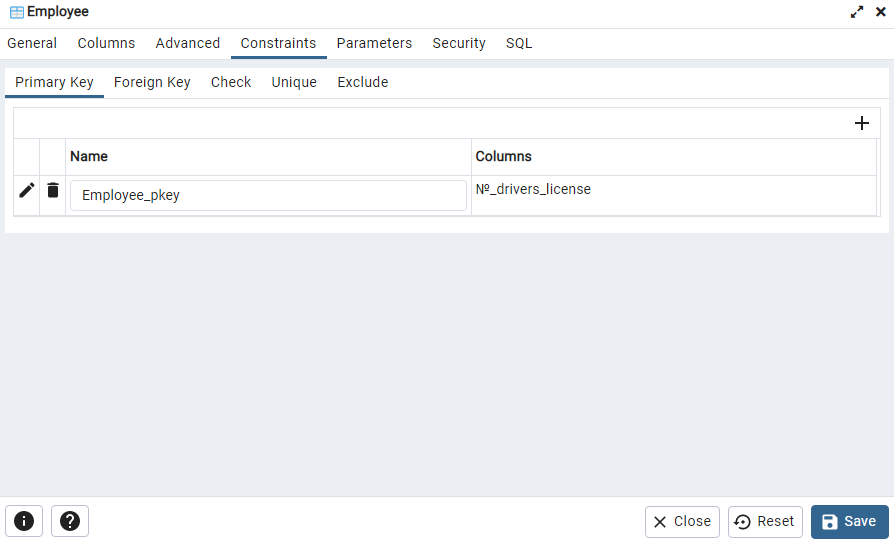 Employee
General Columns Advanced Constraints Parameters Security SQL
Primary Key Foreign Key Check Unique Exclude
Name Columns
Employee_pkey №_drivers_license
Close Reset Save